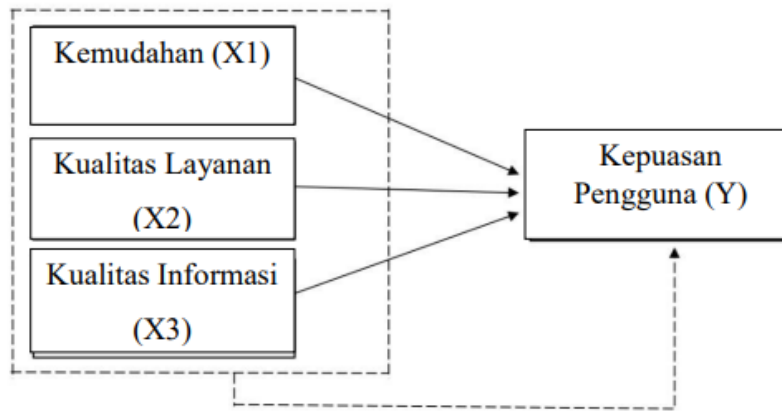 Kemudahan (X1)
Kualitas Layanan
(X2)
Kualitas Informasi
(X3)
Kepuasan
Pengguna (Y)